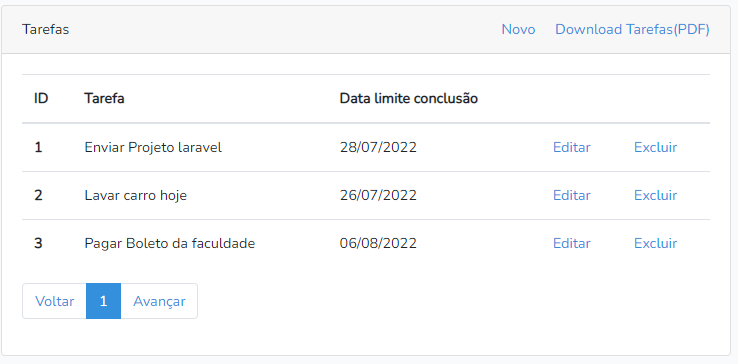 Tarefas Novo Download Tarefas(PDF)
ID Tarefa Data limite conclusão
1 Enviar Projeto laravel 28/07/2022 Editar Excluir
2 Lavar carro hoje 26/07/2022 Editar Excluir
3 Pagar Boleto da faculdade 06/08/2022 Editar Excluir
Voltar 1 Avançar